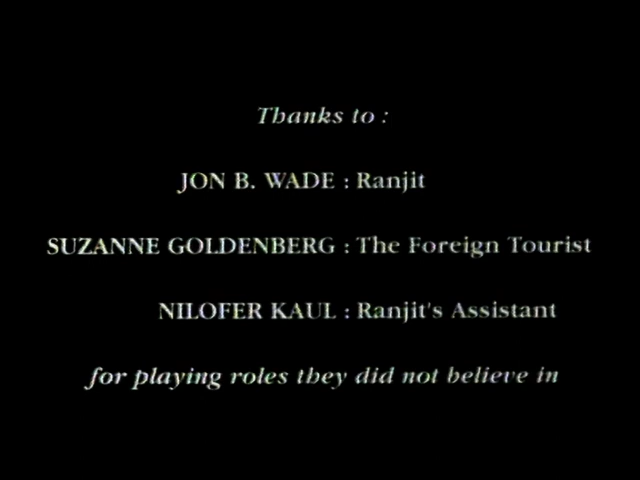 Thanks to :
JON B. WADE : Ranjit
SUZANNE GOLDENBERG : The Foreign Tourist
NILOFER KAUL : Ranjit's Assistant
for playing roles they did not believe in